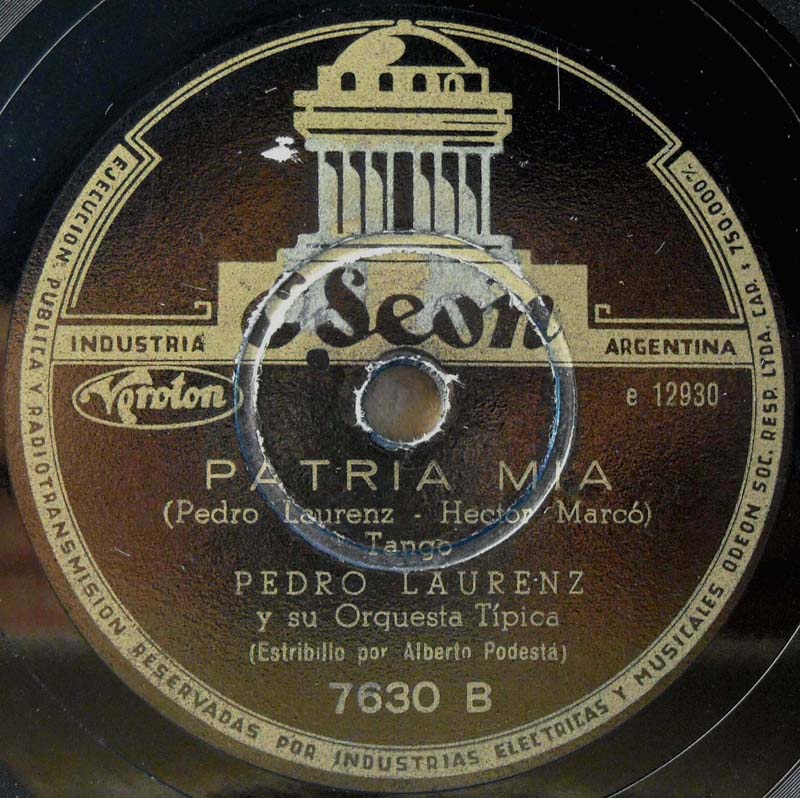 Odeon
INDUSTRIA ARGENTINA
Voroton
e 12930
PATRIA MIA
(Pedro Laurenz - Hector Marcó)
Tango
PEDRO LAURENZ
y su Orquesta Típica
(Estribillo por Alberto Podestá)
7630 B
EJECUCION PUBLICA Y RADIOTRANSMISION RESERVADAS POR INDUSTRIAS ELECTRICAS Y MUSICALES ODEON SOC. RESP. LTDA. CAP. $ 750.000 %